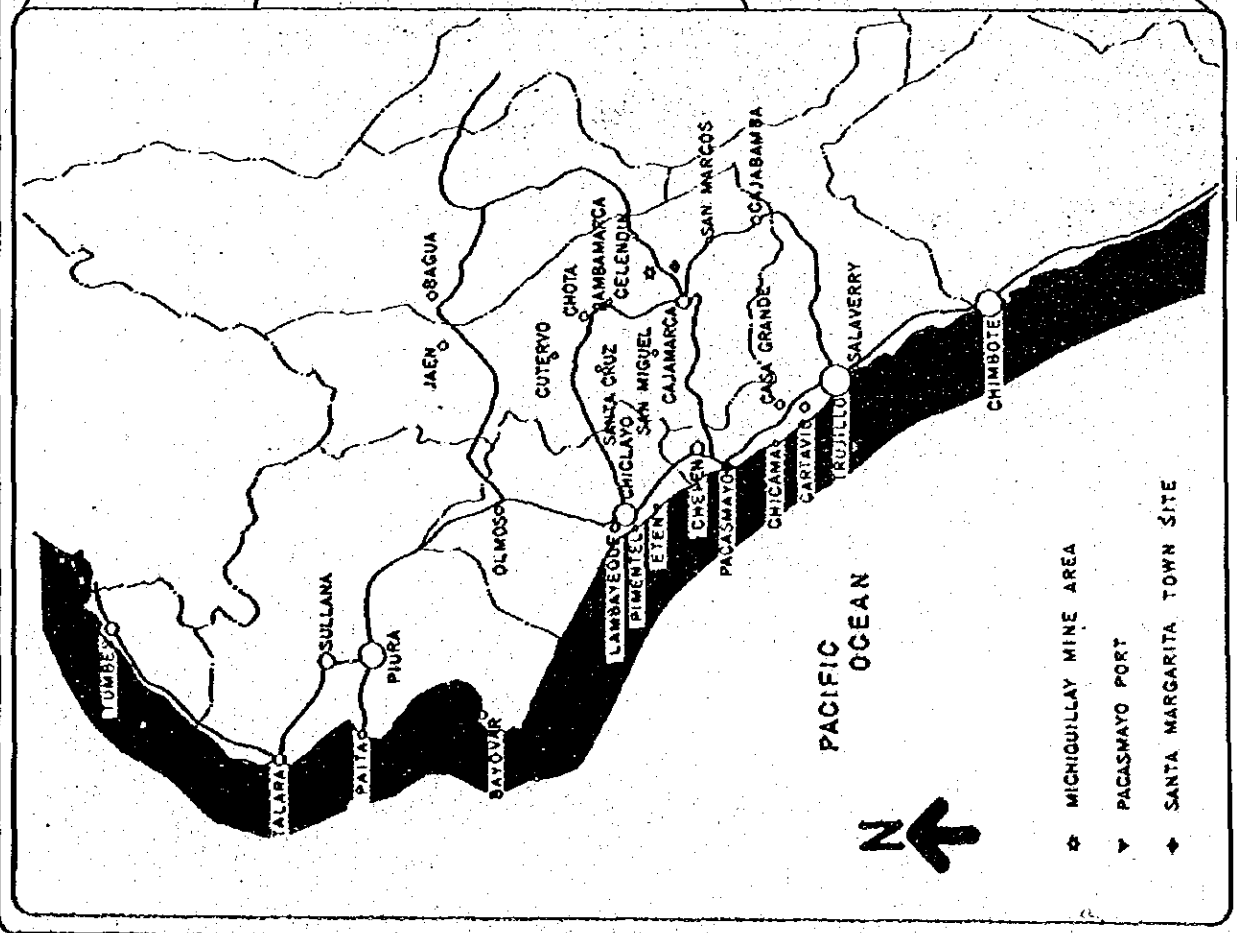 TUMBES
SULLANA
TALARA
PIURA
PAITA
BAYOVAR
OLMOS
JAEN
BAGUA
CUTERVO
CHOTA
BAMBAMARCA
CELENDIN
SANTA CRUZ
CHICLAYO
LAMBAYEQUE
PIMENTEL
ETEN
SAN MIGUEL
CAJAMARCA
SAN MARCOS
CAJABAMBA
CHEPEN
PACASMAYO
CASA GRANDE
CHICAMA
CARTAVIO
TRUJILLO
SALAVERRY
CHIMBOTE
PACIFIC
OCEAN
N
MICHIQUILLAY MINE AREA
PACASMAYO PORT
SANTA MARGARITA TOWN SITE